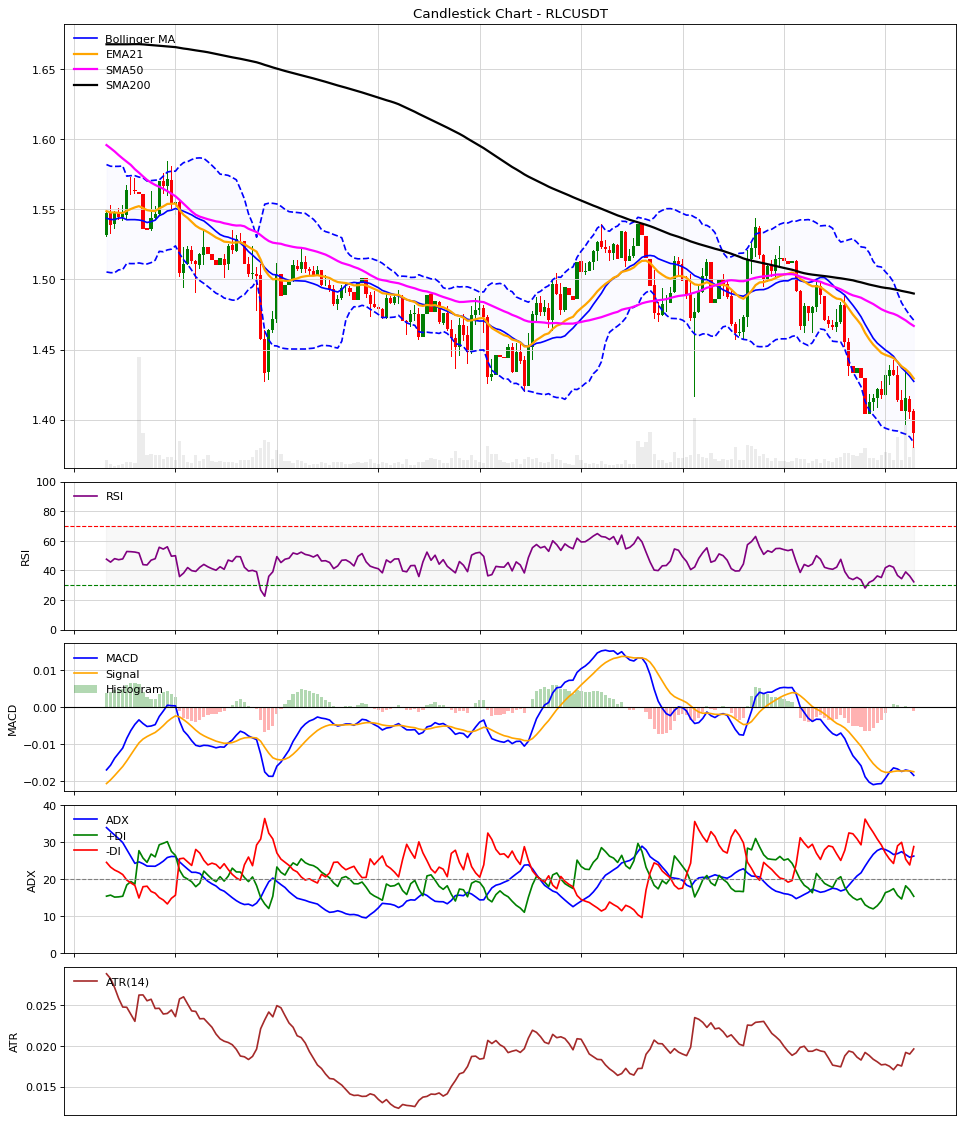 Candlestick Chart - RLCUSDT
Bollinger MA
EMA21
SMA50
SMA200
1.65
1.60
1.55
1.50
1.45
1.40
RSI
RSI
100
80
60
40
20
0
MACD
Signal
Histogram
MACD
0.01
0.00
−0.01
−0.02
ADX
+DI
-DI
ADX
40
30
20
10
0
ATR(14)
ATR
0.025
0.020
0.015